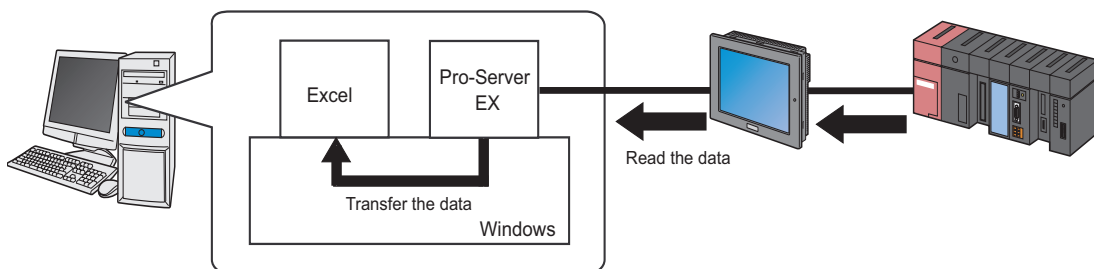 Excel
Pro-Server
EX
Read the data
Transfer the data
Windows